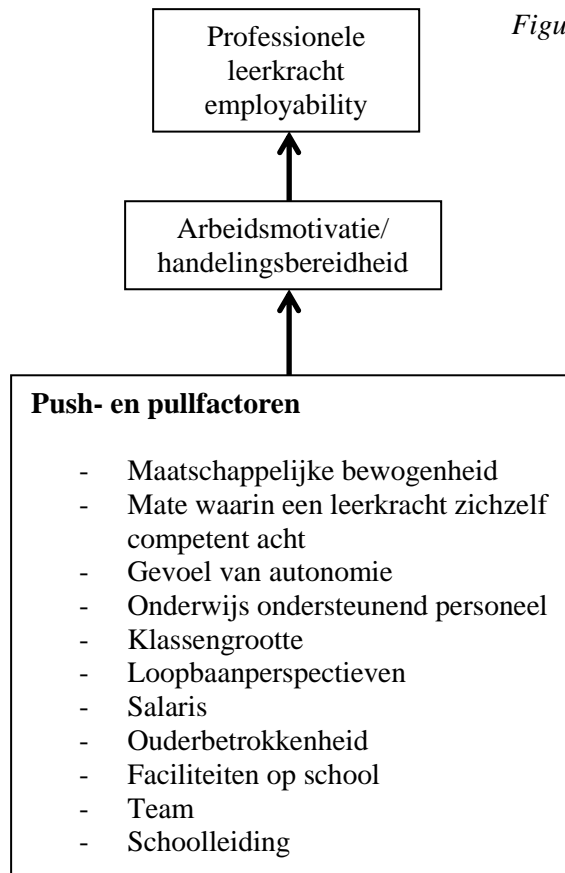 Professionele
leerkracht
employability
Figu
Arbeidsmotivatie/
handelingsbereidheid
Push- en pullfactoren
- Maatschappelijke bewogenheid
- Mate waarin een leerkracht zichzelf
competent acht
- Gevoel van autonomie
- Onderwijs ondersteunend personeel
- Klassengrootte
- Loopbaanperspectieven
- Salaris
- Ouderbetrokkenheid
- Faciliteiten op school
- Team
- Schoolleiding